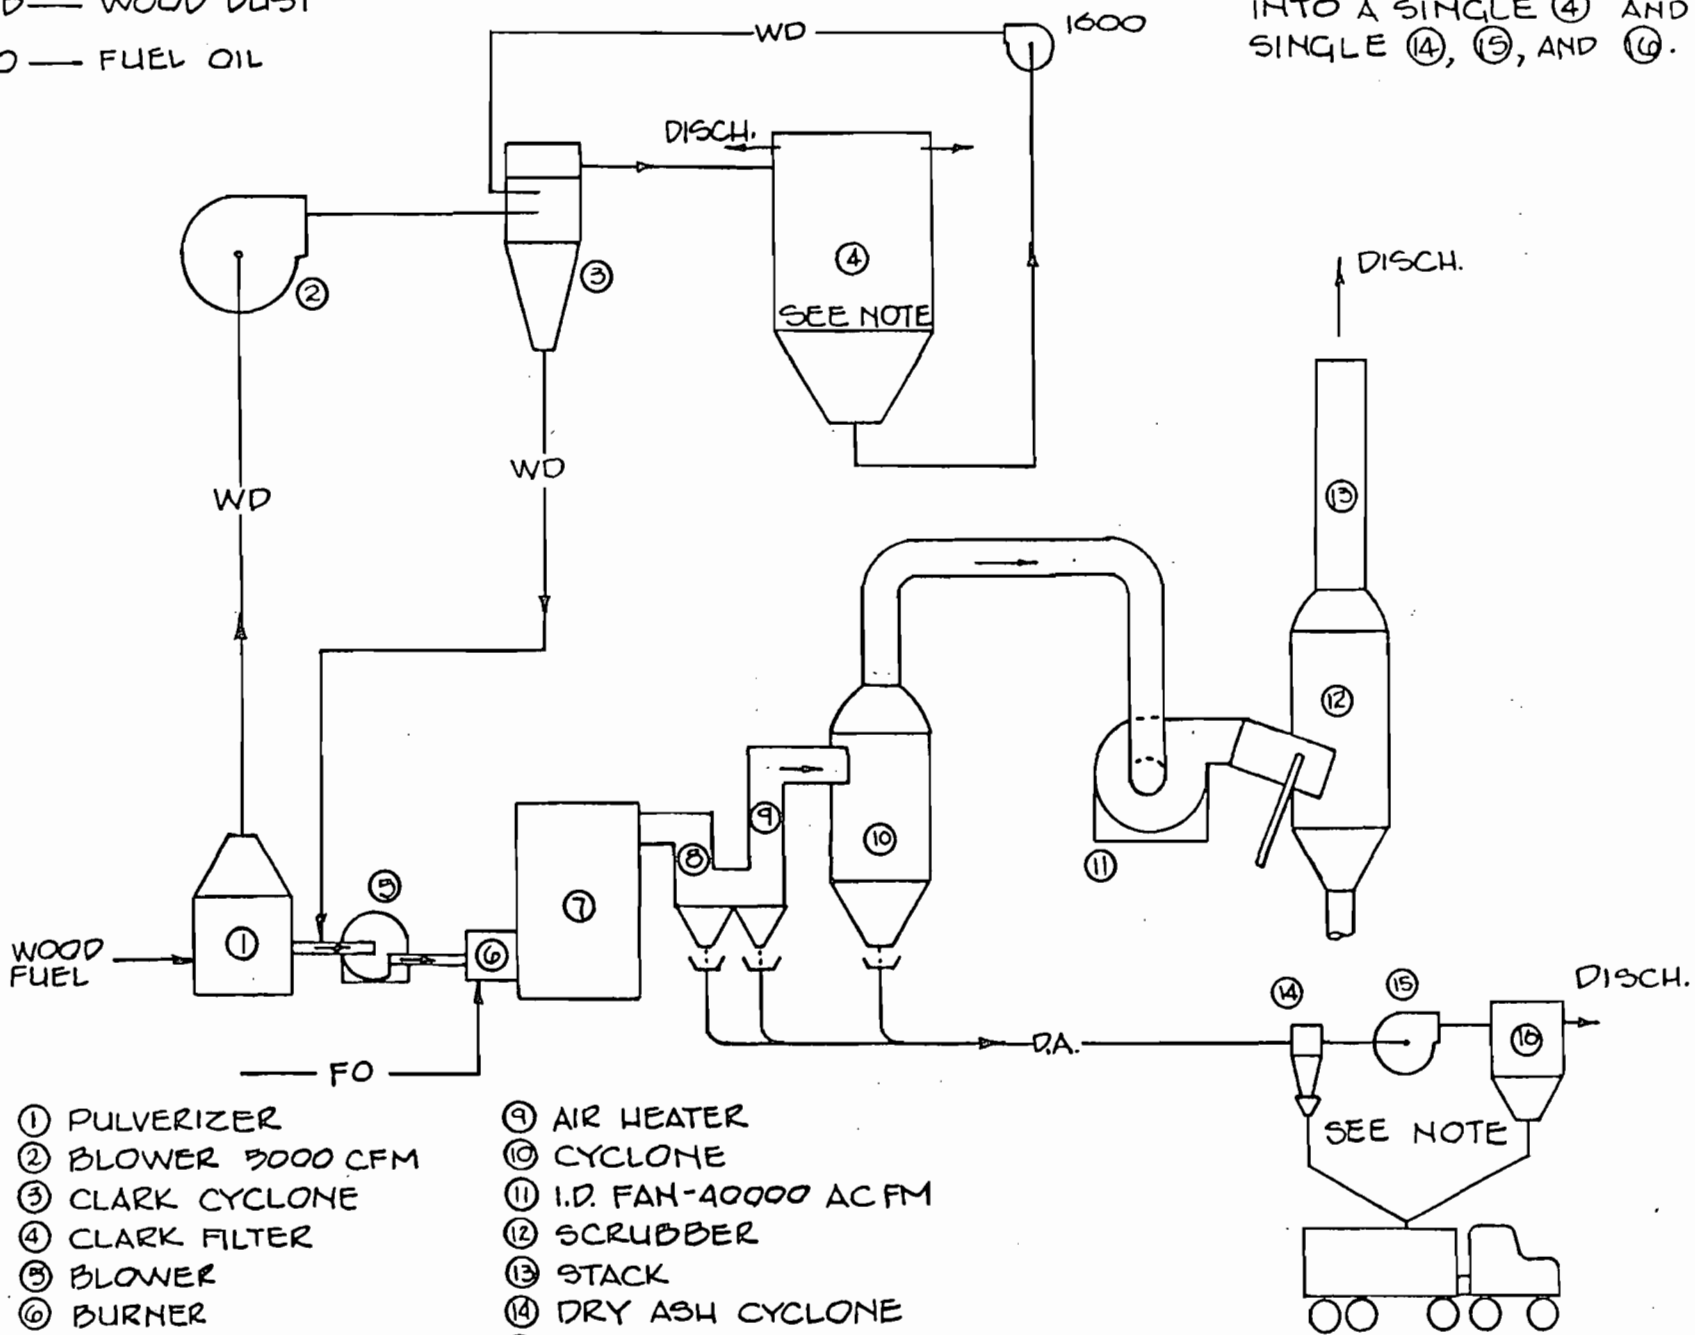 WOOD DUST
FUEL OIL
INTO A SINGLE ④ AND
SINGLE ⑭, ⑮, AND ⑯.
WD
1600
DISCH.
②
③
④
SEE NOTE
DISCH.
WD
WD
⑬
⑫
⑨
⑧
⑩
⑪
⑤
⑦
①
⑥
WOOD
FUEL
⑭
⑮
DISCH.
⑯
D.A.
FO
SEE NOTE
① PULVERIZER
② BLOWER 5000 CFM
③ CLARK CYCLONE
④ CLARK FILTER
⑤ BLOWER
⑥ BURNER
⑨ AIR HEATER
⑩ CYCLONE
⑪ I.D. FAN-40000 ACFM
⑫ SCRUBBER
⑬ STACK
⑭ DRY ASH CYCLONE